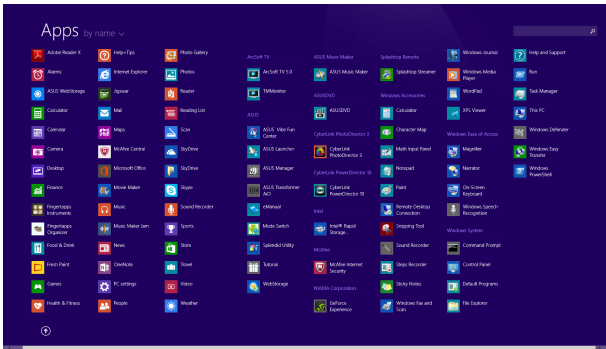 Apps by name
Adobe Reader X
Alarms
ASUS WebStorage
Calculator
Calendar
Camera
Desktop
Finance
Fingertapps
Instruments
Fingertapps
Organizer
Food & Drink
Fresh Paint
Games
Health & Fitness
Help+Tips
Internet Explorer
Jigswar
Mail
Maps
McAfee Central
Microsoft Office
Movie Maker
Music
Music Maker Jam
News
OneNote
PC settings
People
Photo Gallery
Photos
Reader
Reading List
Scan
SkyDrive
SkyDrive
Skype
Sound Recorder
Sports
Store
Travel
Video
Weather
ArcSoft TV
ArcSoft TV 5.0
TMMonitor
ASUS
ASUS Vibe Fun
Center
ASUS Launcher
ASUS Manager
ASUS Transformer
AIO
eManual
Mode Switch
Splendid Utility
Tutorial
WebStorage
ASUS Music Maker
ASUS Music Maker
ASUSDVD
ASUSDVD
CyberLink PhotoDirector 3
CyberLink
PhotoDirector 3
CyberLink PowerDirector 10
CyberLink
PowerDirector 10
Intel
Intel® Rapid
Storage...
McAfee
McAfee Internet
Security
NVIDIA Corporation
GeForce
Experience
Splashtop Remote
Splashtop Streamer
Windows Accessories
Calculator
Character Map
Math Input Panel
Notepad
Paint
Remote Desktop
Connection
Snipping Tool
Sound Recorder
Steps Recorder
Sticky Notes
Windows Fax and
Scan
Windows Journal
Windows Media
Player
WordPad
XPS Viewer
Windows Ease of Access
Magnifier
Narrator
On-Screen
Keyboard
Windows Speech
Recognition
Windows System
Command Prompt
Control Panel
Default Programs
File Explorer
Help and Support
Run
Task Manager
This PC
Windows Defender
Windows Easy
Transfer
Windows
PowerShell